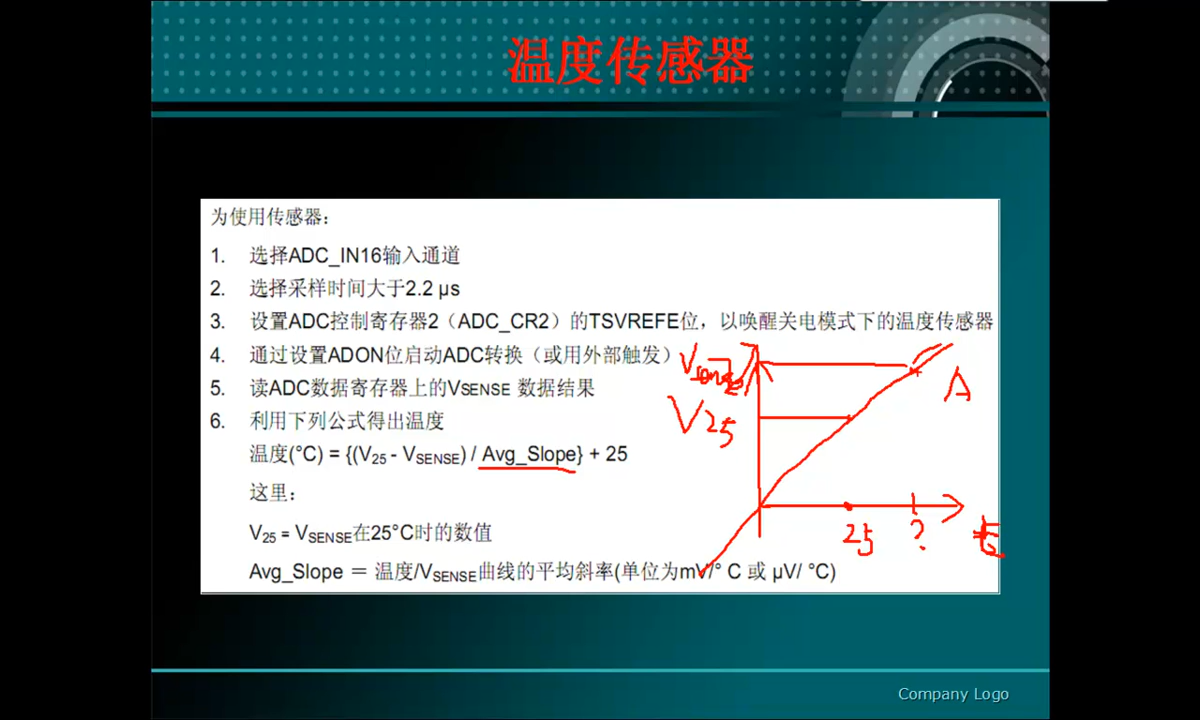 温度传感器
为使用传感器：
1. 选择ADC_IN16输入通道
2. 选择采样时间大于2.2 μs
3. 设置ADC控制寄存器2（ADC_CR2）的TSVREFE位，以唤醒关电模式下的温度传感器
4. 通过设置ADON位启动ADC转换（或用外部触发）
5. 读ADC数据寄存器上的VSENSE 数据结果
6. 利用下列公式得出温度
温度(°C) = {(V25 - VSENSE) / Avg_Slope} + 25
这里：
V25 = VSENSE在25°C时的数值
Avg_Slope ＝ 温度/VSENSE曲线的平均斜率(单位为mV/° C 或 μV/ °C)
Vsense
V25
A
25
?
Company Logo